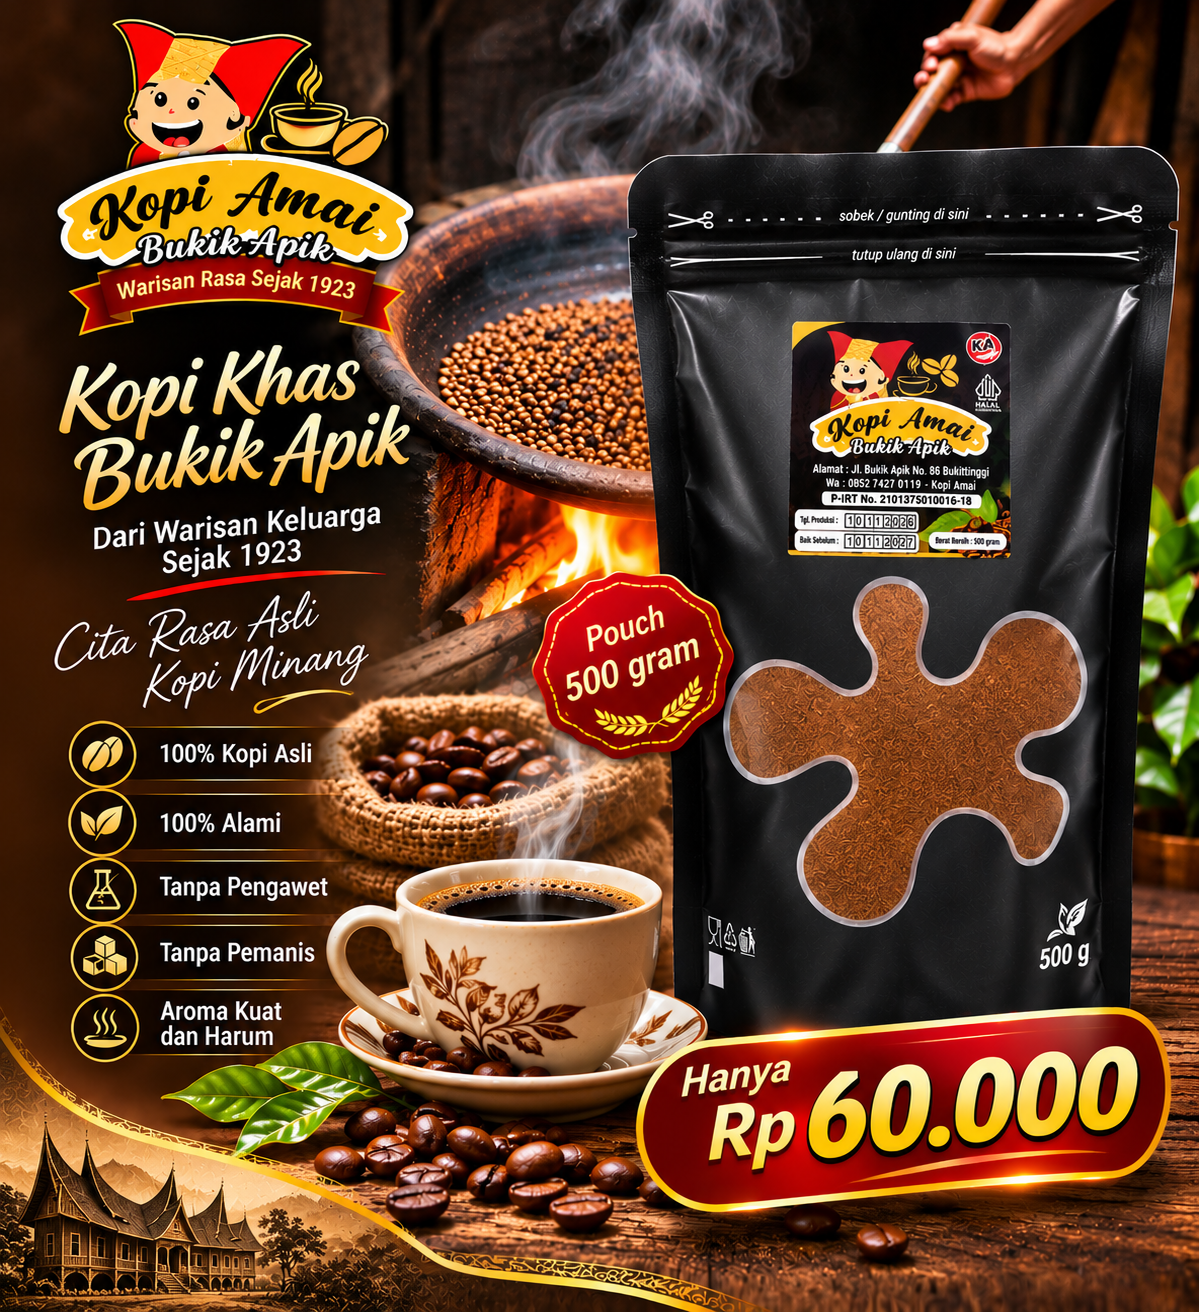 Kopi Amai
Bukik Apik
Warisan Rasa Sejak 1923
Kopi Khas
Bukik Apik
Dari Warisan Keluarga
Sejak 1923
Cita Rasa Asli
Kopi Minang
100% Kopi Asli
100% Alami
Tanpa Pengawet
Tanpa Pemanis
Aroma Kuat
dan Harum
sobek / gunting di sini
tutup ulang di sini
KA
HALAL
Kopi Amai
Bukik Apik
Alamat : Jl. Bukik Apik No. 86 Bukittinggi
Wa : 0852 7427 0119 - Kopi Amai
P-IRT No. 2101375010016-18
Tgl. Produksi : 10112026
Baik Sebelum : 10112027
Berat Bersih : 500 gram
Pouch
500 gram
500 g
Hanya
Rp 60.000